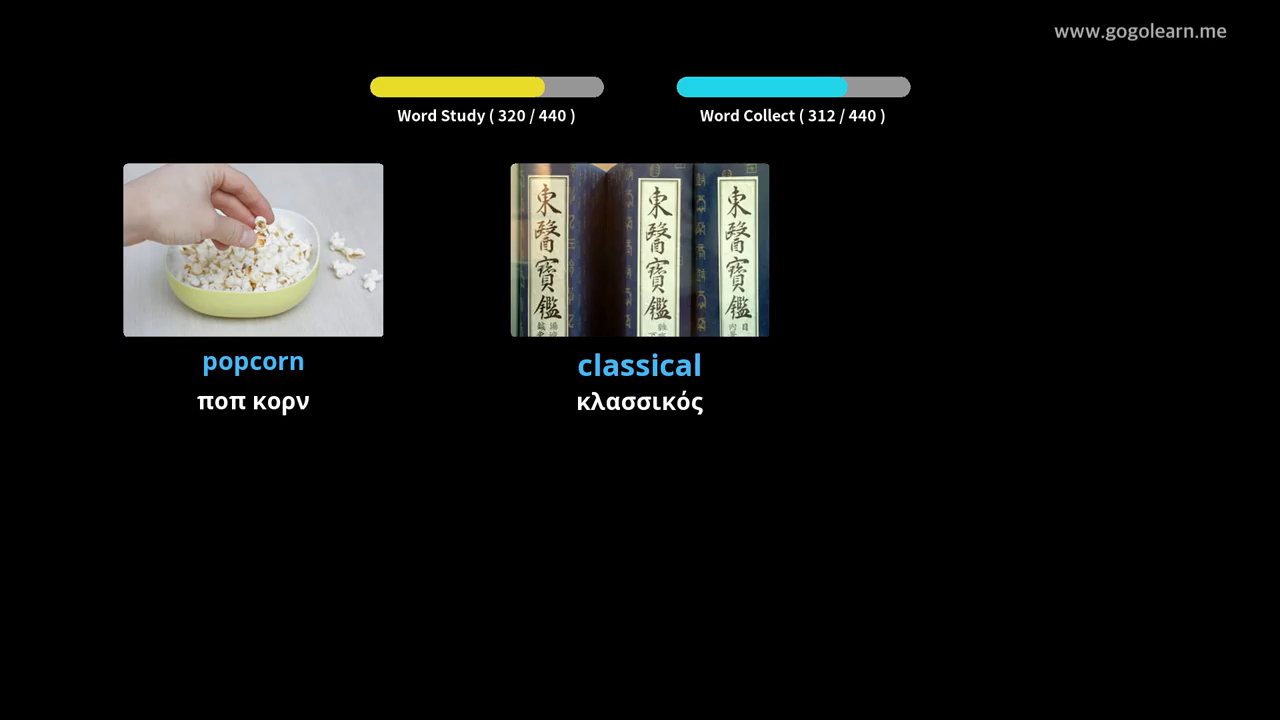 www.gogolearn.me
Word Study ( 320 / 440 )
Word Collect ( 312 / 440 )
東醫寶鑑
東醫寶鑑
東醫寶鑑
popcorn
classical
ποπ κορν
κλασσικός